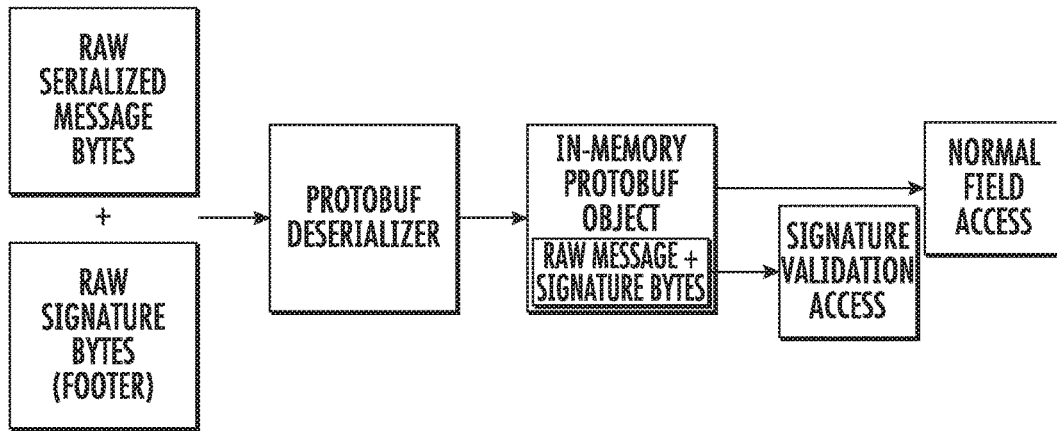 RAW
SERIALIZED
MESSAGE
BYTES
+
RAW
SIGNATURE
BYTES
(FOOTER)
PROTOBUF
DESERIALIZER
IN-MEMORY
PROTOBUF
OBJECT
RAW MESSAGE +
SIGNATURE BYTES
SIGNATURE
VALIDATION
ACCESS
NORMAL
FIELD
ACCESS